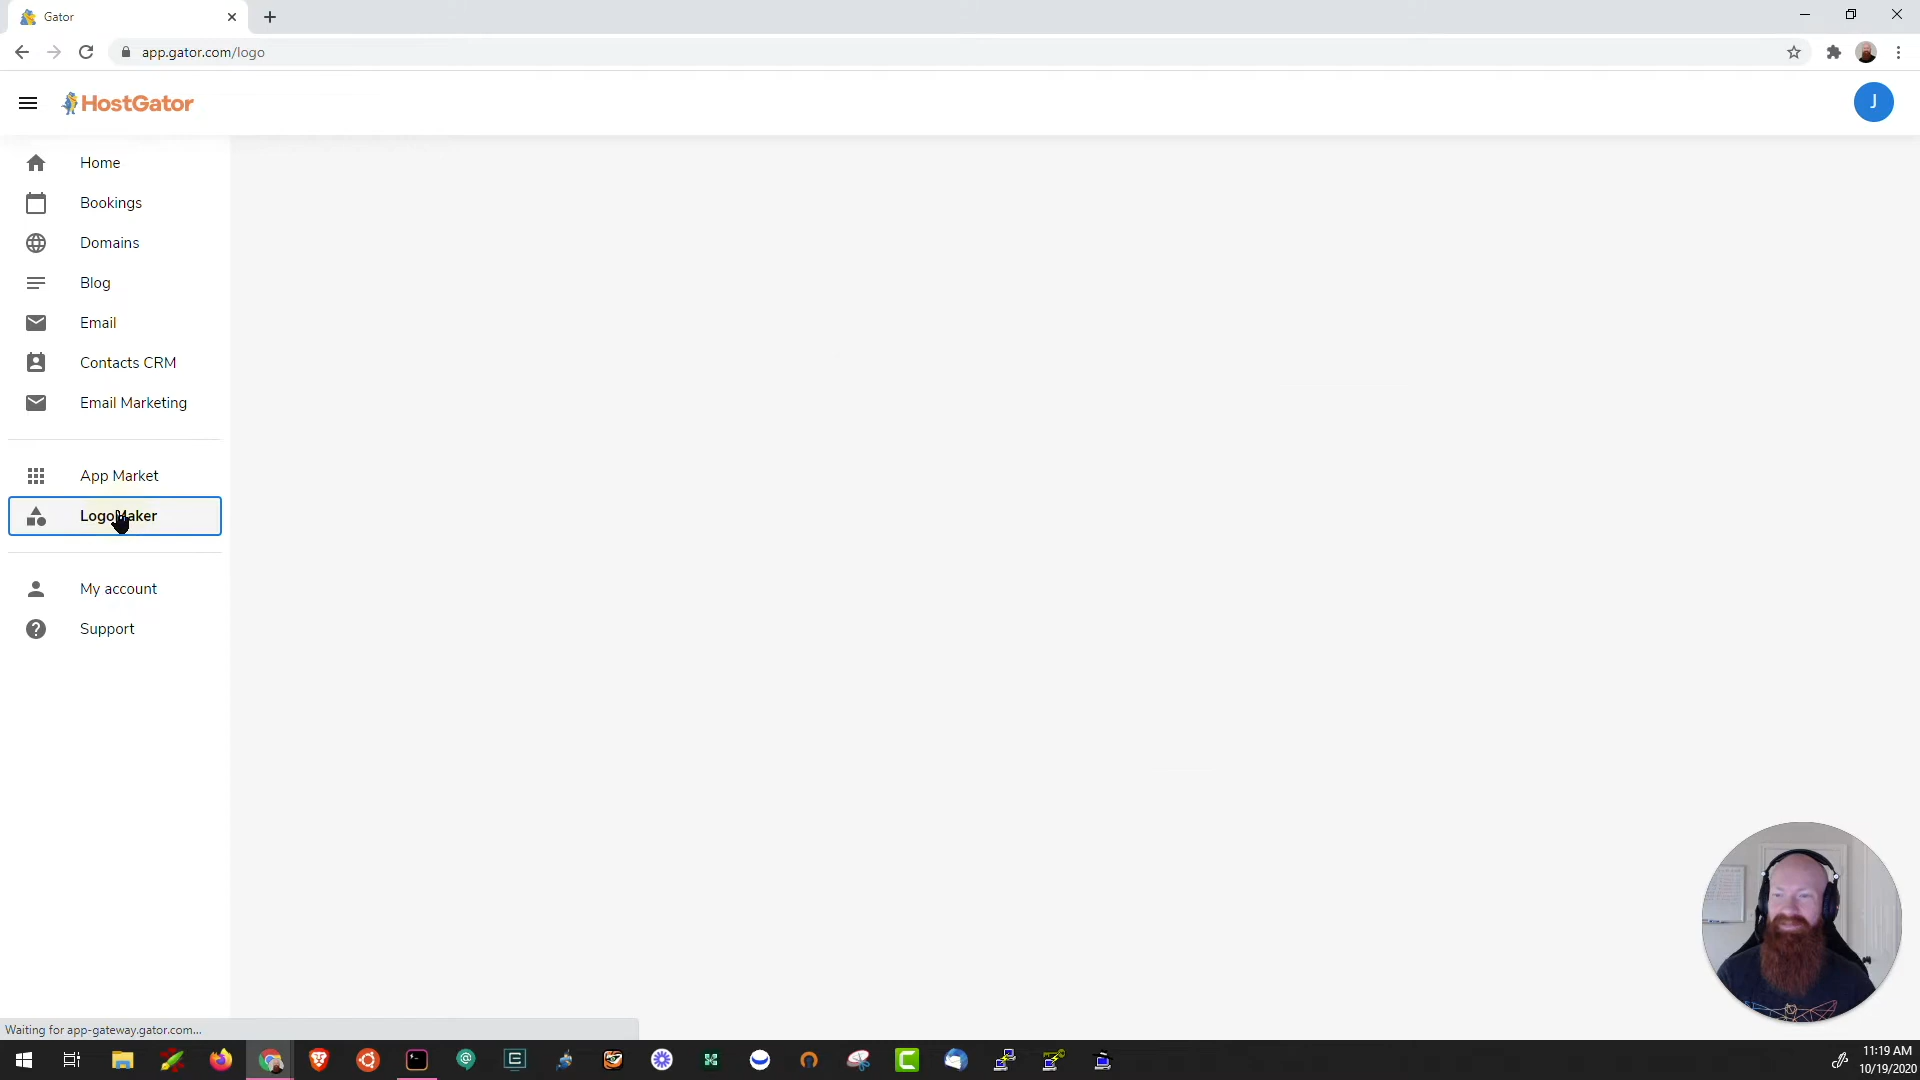 Gator
app.gator.com/logo
HostGator
J
Home
Bookings
Domains
Blog
Email
Contacts CRM
Email Marketing
App Market
LogoMaker
My account
Support
Waiting for app-gateway.gator.com...
11:19 AM
10/19/2020